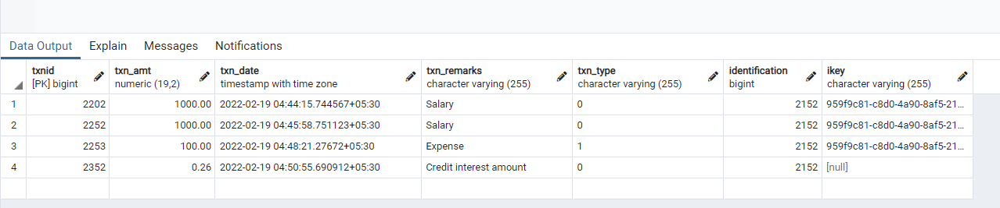 Data Output Explain Messages Notifications
txnid txn_amt txn_date txn_remarks txn_type identification ikey
[PK] bigint numeric (19,2) timestamp with time zone character varying (255) character varying (255) bigint character varying (255)
1 2202 1000.00 2022-02-19 04:44:15.744567+05:30 Salary 0 2152 959f9c81-c8d0-4a90-8af5-21...
2 2252 1000.00 2022-02-19 04:45:58.751123+05:30 Salary 0 2152 959f9c81-c8d0-4a90-8af5-21...
3 2253 100.00 2022-02-19 04:48:21.27672+05:30 Expense 1 2152 959f9c81-c8d0-4a90-8af5-21...
4 2352 0.26 2022-02-19 04:50:55.690912+05:30 Credit interest amount 0 2152 [null]